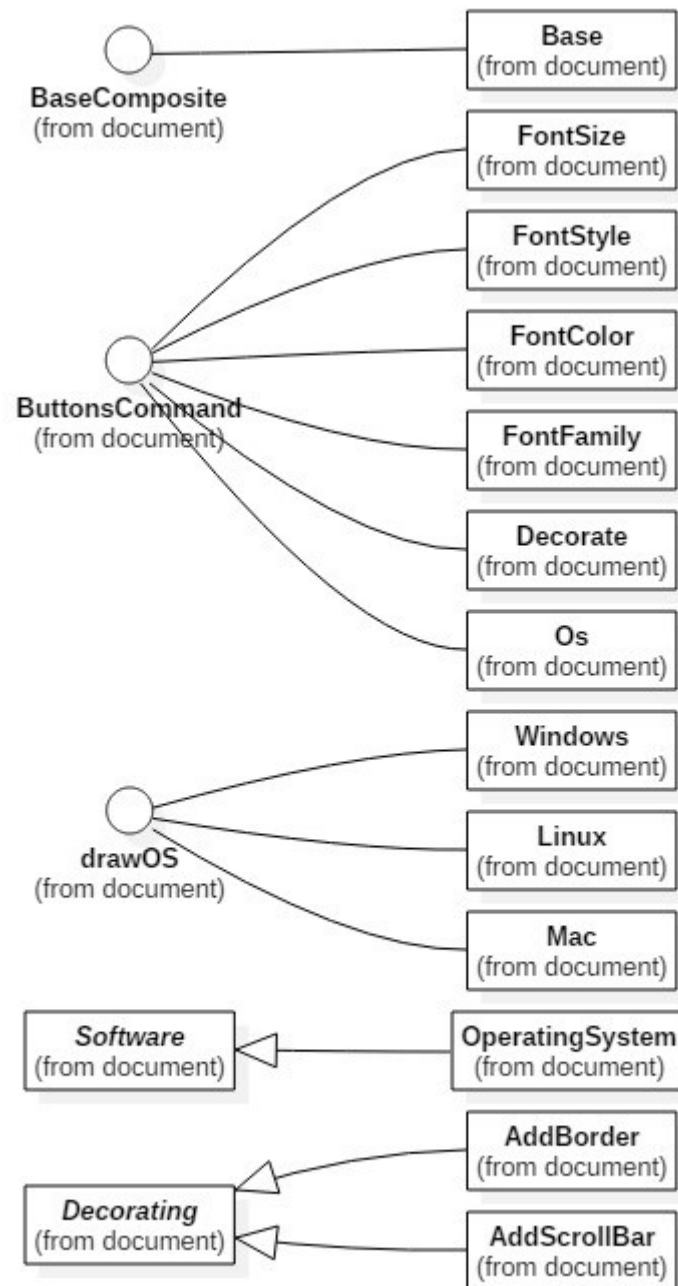 Base
(from document)
BaseComposite
(from document)
FontSize
(from document)
FontStyle
(from document)
FontColor
(from document)
ButtonsCommand
(from document)
FontFamily
(from document)
Decorate
(from document)
Os
(from document)
Windows
(from document)
Linux
(from document)
drawOS
(from document)
Mac
(from document)
Software
(from document)
OperatingSystem
(from document)
AddBorder
(from document)
Decorating
(from document)
AddScrollBar
(from document)